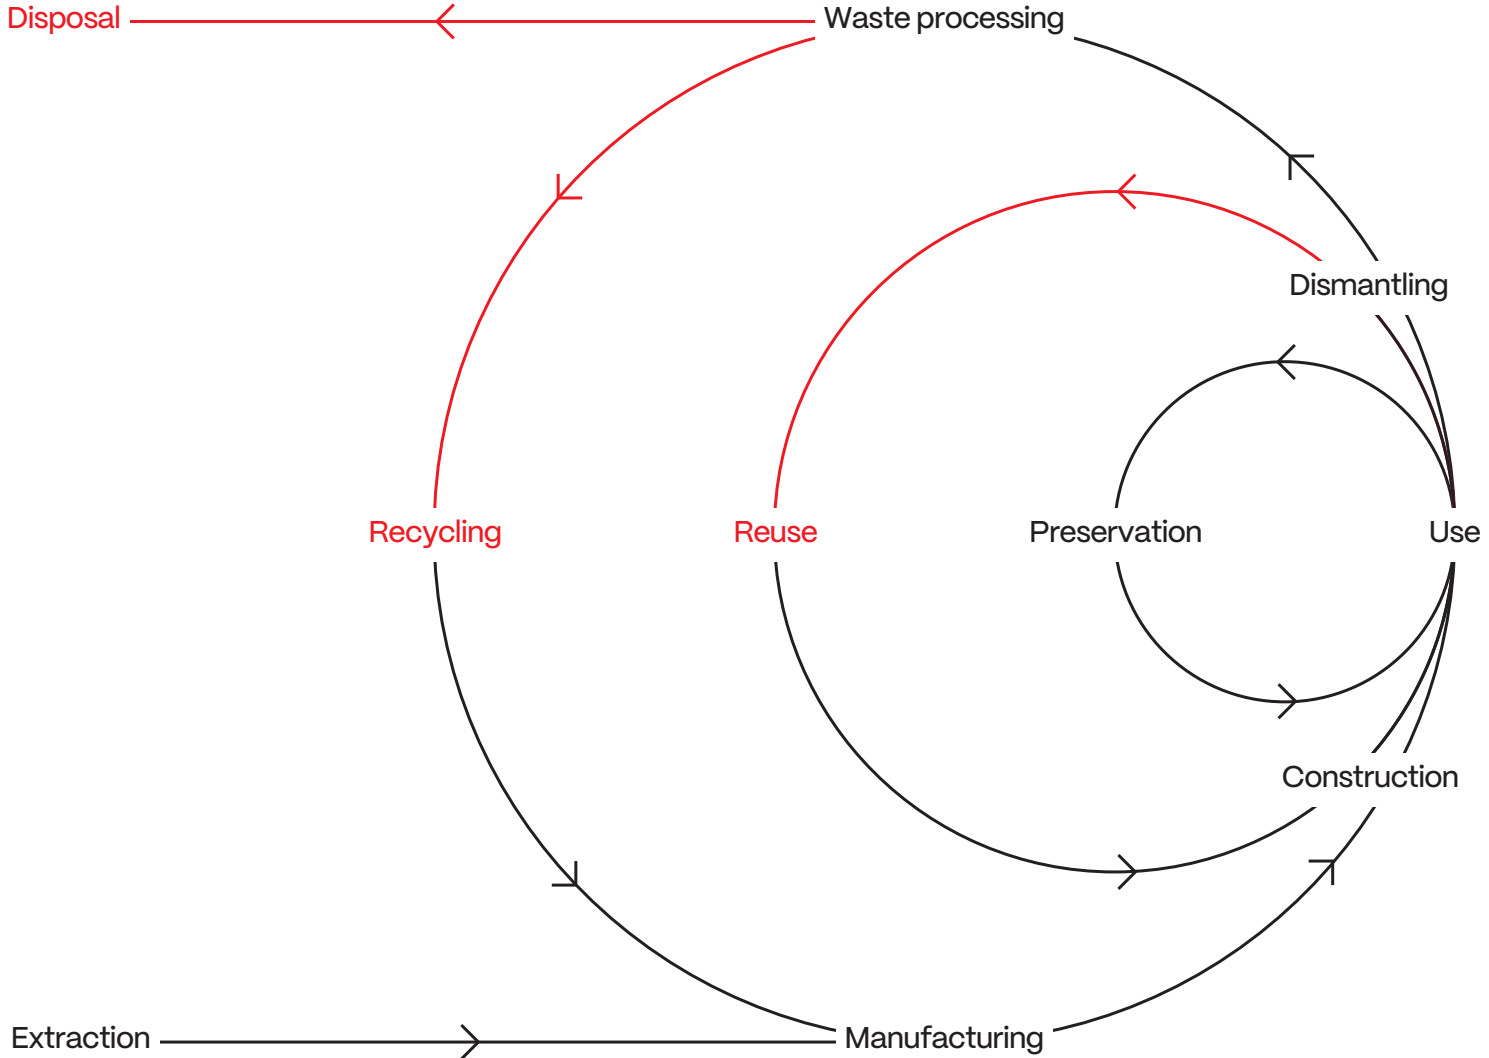 Disposal
Waste processing
Dismantling
Recycling
Reuse
Preservation
Use
Construction
Extraction
Manufacturing